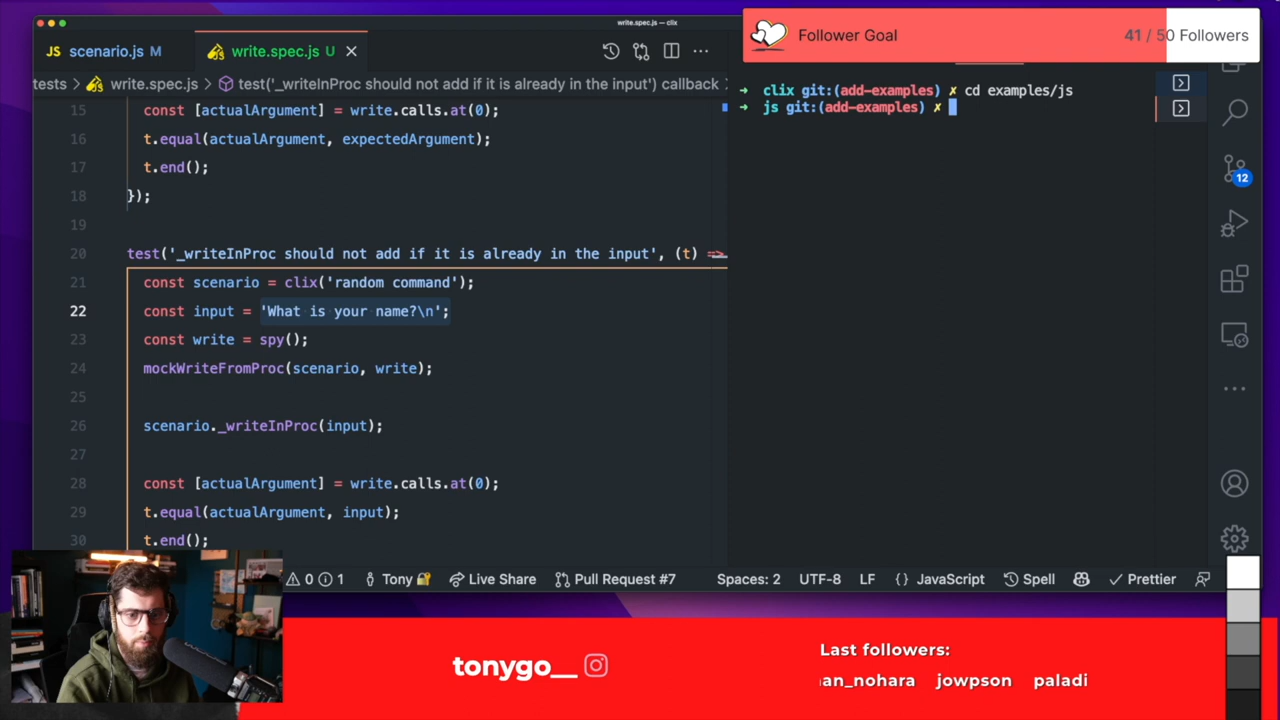 write.spec.js — clix
JS scenario.js M
write.spec.js U
tests > write.spec.js > test('_writeInProc should not add if it is already in the input') callback
15 const [actualArgument] = write.calls.at(0);
16 t.equal(actualArgument, expectedArgument);
17 t.end();
18 });
19
20 test('_writeInProc should not add if it is already in the input', (t) =>
21 const scenario = clix('random command');
22 const input = 'What is your name?\n';
23 const write = spy();
24 mockWriteFromProc(scenario, write);
25
26 scenario._writeInProc(input);
27
28 const [actualArgument] = write.calls.at(0);
29 t.equal(actualArgument, input);
30 t.end();
Follower Goal
41 / 50 Followers
→ clix git:(add-examples) ✗ cd examples/js
→ js git:(add-examples) ✗
12
0 1 Tony Live Share Pull Request #7 Spaces: 2 UTF-8 LF {} JavaScript Spell Prettier
tonygo__
Last followers:
an_nohara jowpson paladi